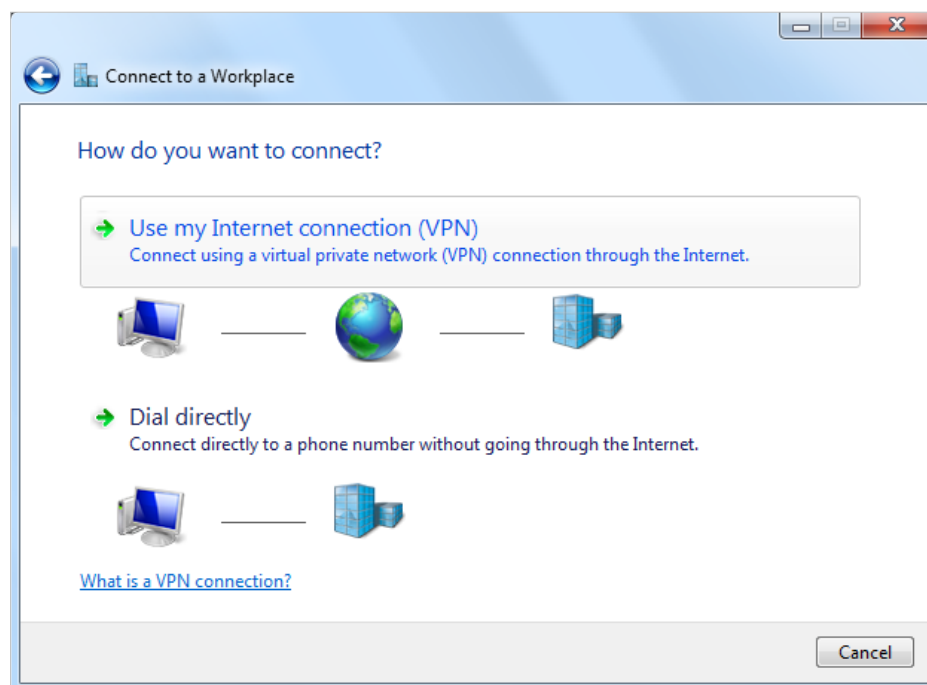 Connect to a Workplace
How do you want to connect?
Use my Internet connection (VPN)
Connect using a virtual private network (VPN) connection through the Internet.
Dial directly
Connect directly to a phone number without going through the Internet.
What is a VPN connection?
Cancel